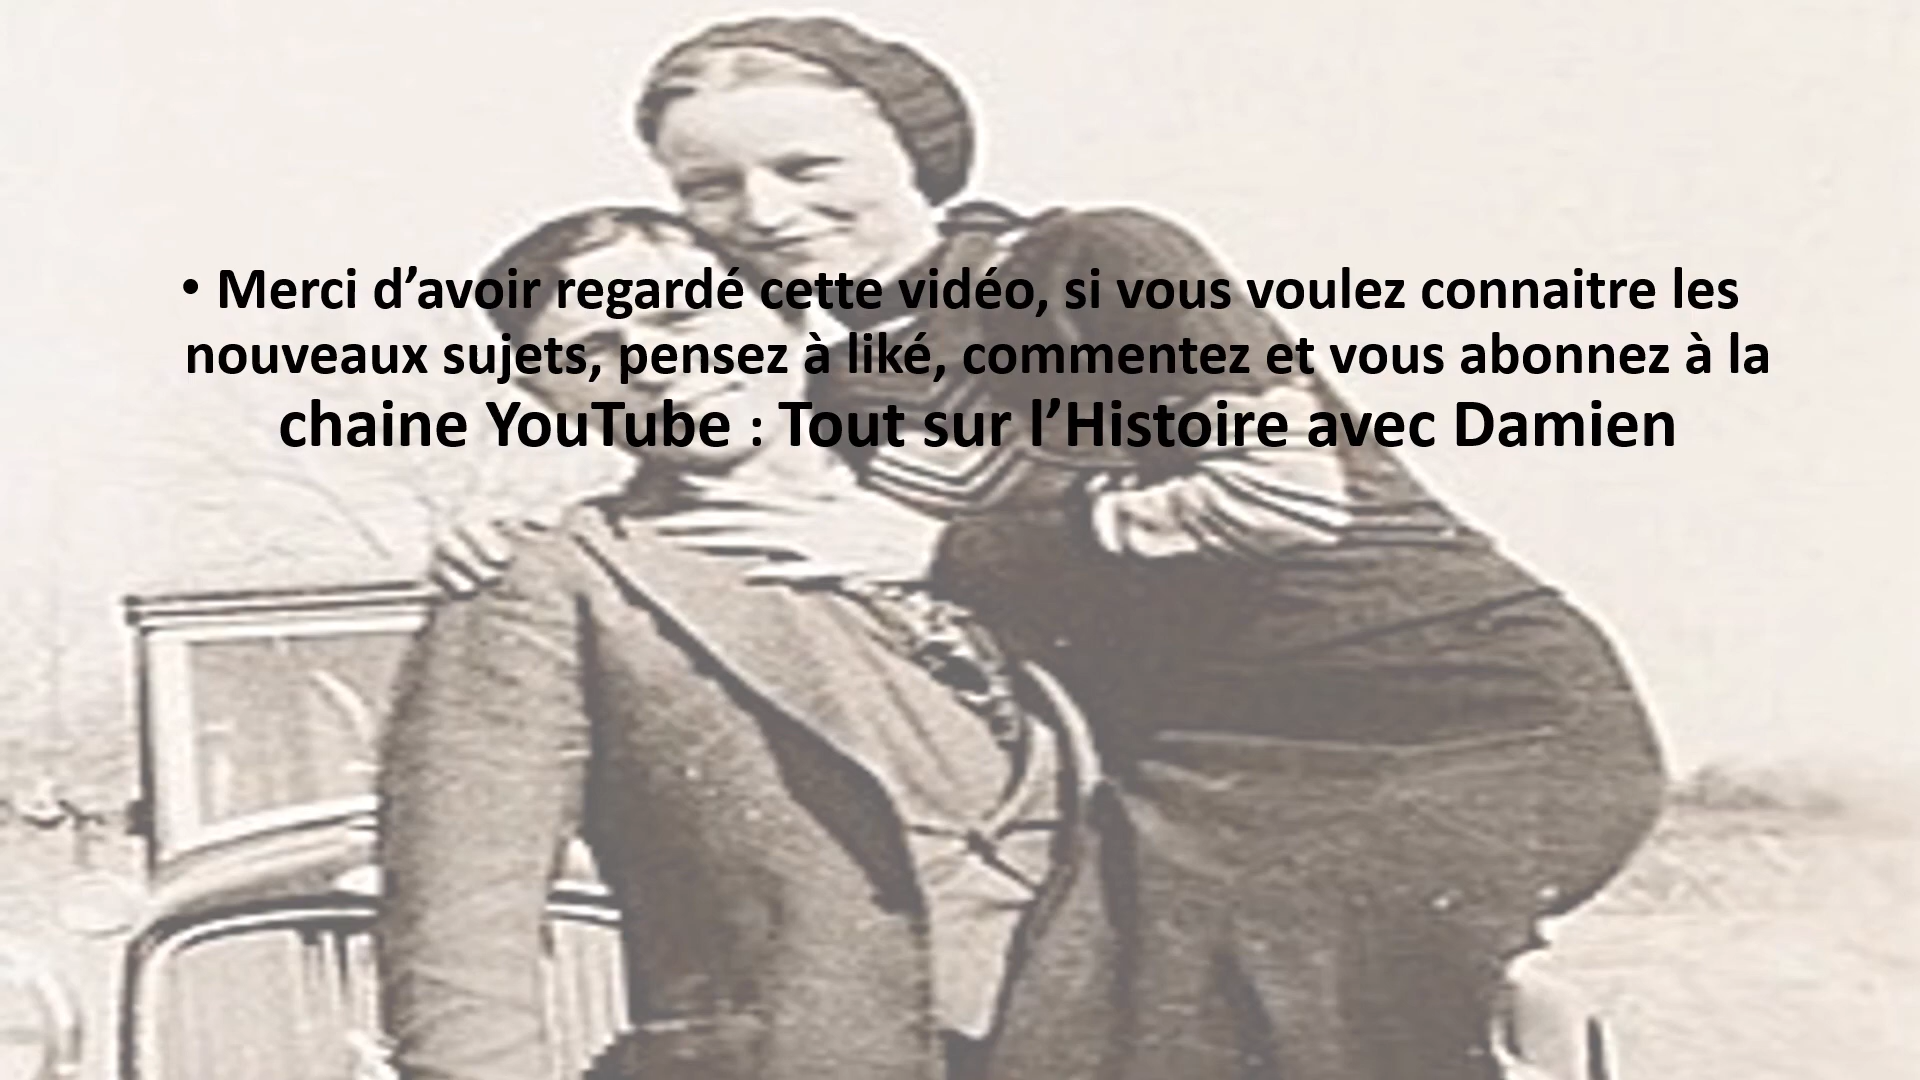 • Merci d’avoir regardé cette vidéo, si vous voulez connaitre les
nouveaux sujets, pensez à liké, commentez et vous abonnez à la
chaine YouTube : Tout sur l’Histoire avec Damien